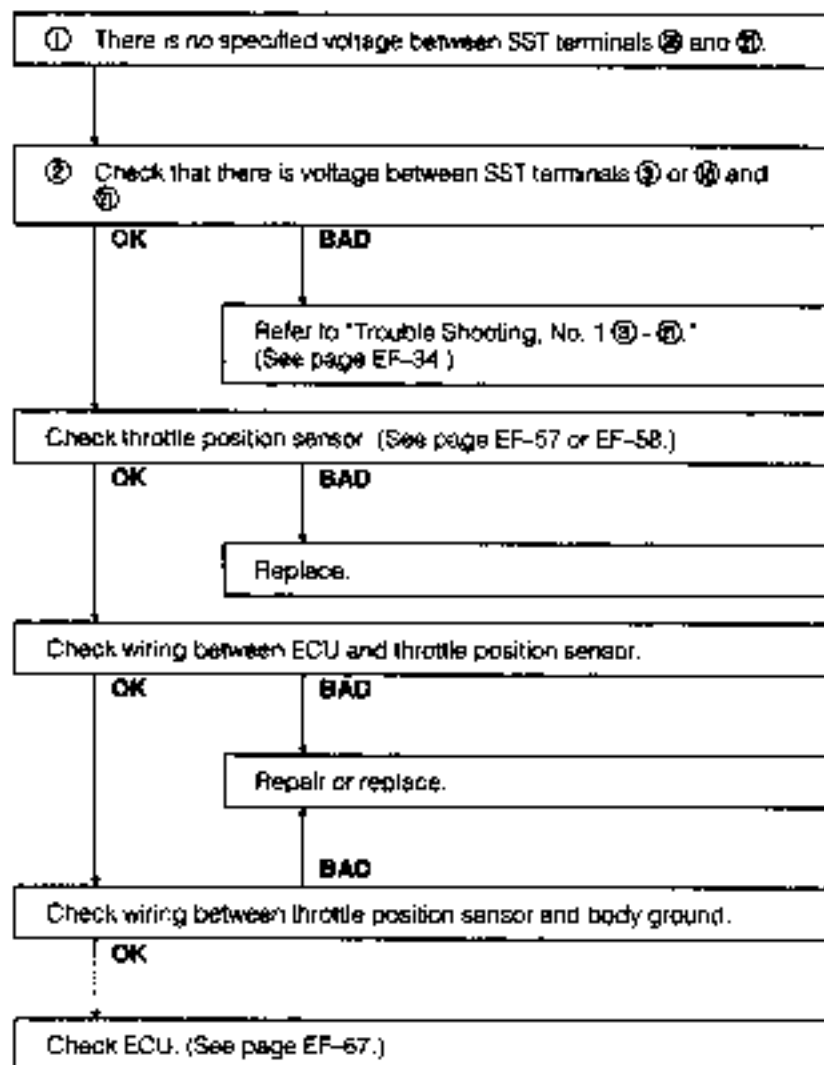 ① There is no specified voltage between SST terminals and
② Check that there is voltage between SST terminals or and
OK BAD
Refer to "Trouble Shooting, No. 1 - ."
(See page EF–34.)
Check throttle position sensor. (See page EF–57 or EF–58.)
OK BAD
Replace.
Check wiring between ECU and throttle position sensor.
OK BAD
Repair or replace.
BAD
Check wiring between throttle position sensor and body ground.
OK
Check ECU. (See page EF–67.)